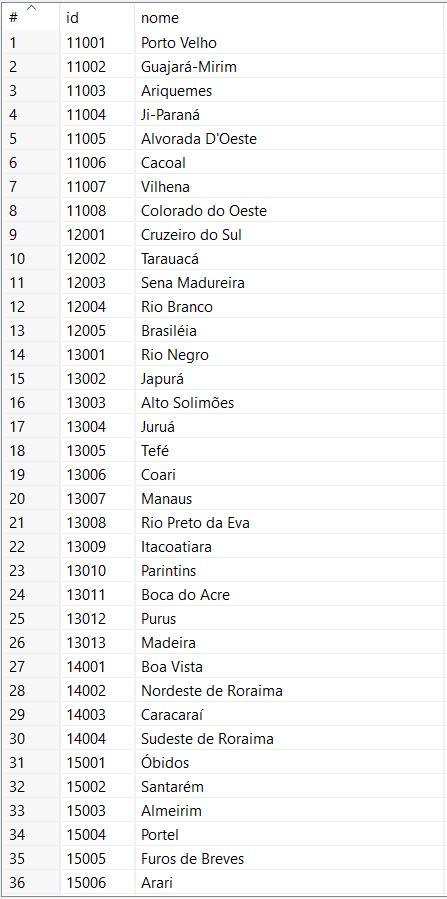 # id nome
1 11001 Porto Velho
2 11002 Guajará-Mirim
3 11003 Ariquemes
4 11004 Ji-Paraná
5 11005 Alvorada D'Oeste
6 11006 Cacoal
7 11007 Vilhena
8 11008 Colorado do Oeste
9 12001 Cruzeiro do Sul
10 12002 Tarauacá
11 12003 Sena Madureira
12 12004 Rio Branco
13 12005 Brasiléia
14 13001 Rio Negro
15 13002 Japurá
16 13003 Alto Solimões
17 13004 Juruá
18 13005 Tefé
19 13006 Coari
20 13007 Manaus
21 13008 Rio Preto da Eva
22 13009 Itacoatiara
23 13010 Parintins
24 13011 Boca do Acre
25 13012 Purus
26 13013 Madeira
27 14001 Boa Vista
28 14002 Nordeste de Roraima
29 14003 Caracaraí
30 14004 Sudeste de Roraima
31 15001 Óbidos
32 15002 Santarém
33 15003 Almeirim
34 15004 Portel
35 15005 Furos de Breves
36 15006 Arari